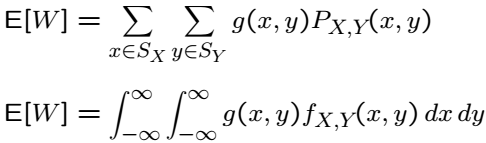 E[W] = ∑_{x∈S_X} ∑_{y∈S_Y} g(x, y)P_{X,Y}(x, y)
E[W] = ∫_{−∞}^{∞} ∫_{−∞}^{∞} g(x, y)f_{X,Y}(x, y) dx dy